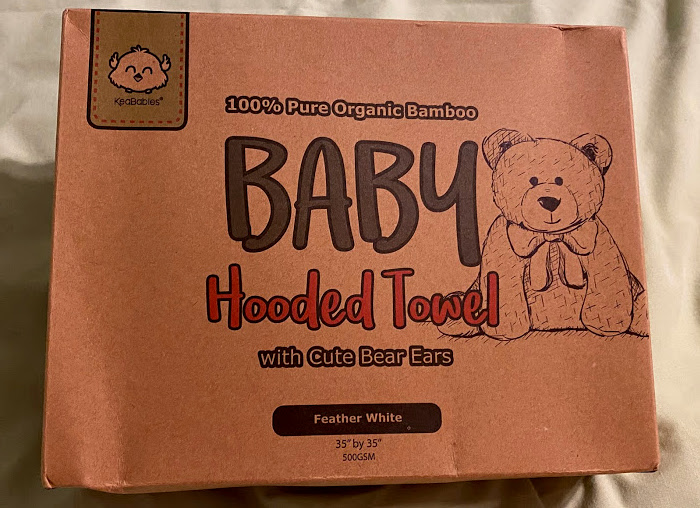 KeaBabies®
100% Pure Organic Bamboo
BABY
Hooded Towel
with Cute Bear Ears
Feather White
35" by 35"
500GSM